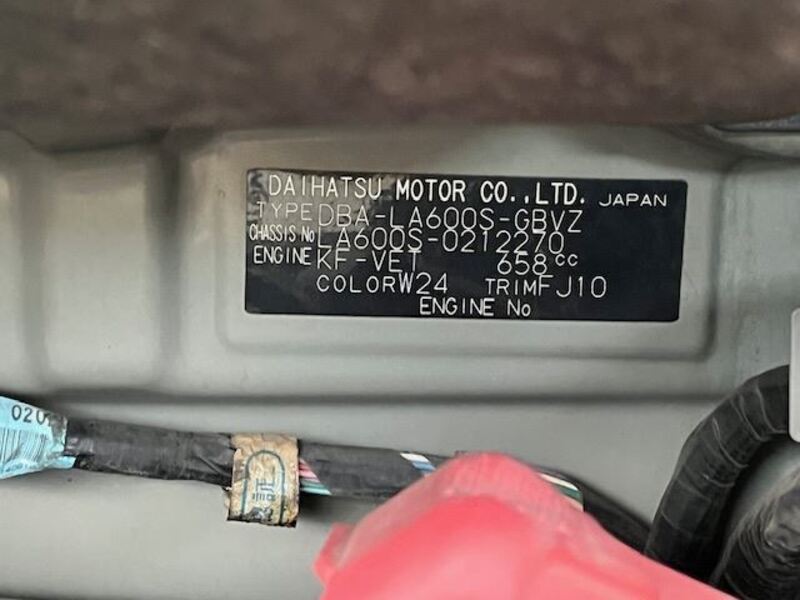 DAIHATSU MOTOR CO.,LTD. JAPAN
TYPE DBA-LA600S-GBVZ
CHASSIS No LA600S-0212270
ENGINE KF-VET 658cc
COLOR W24 TRIM FJ10
ENGINE No
020